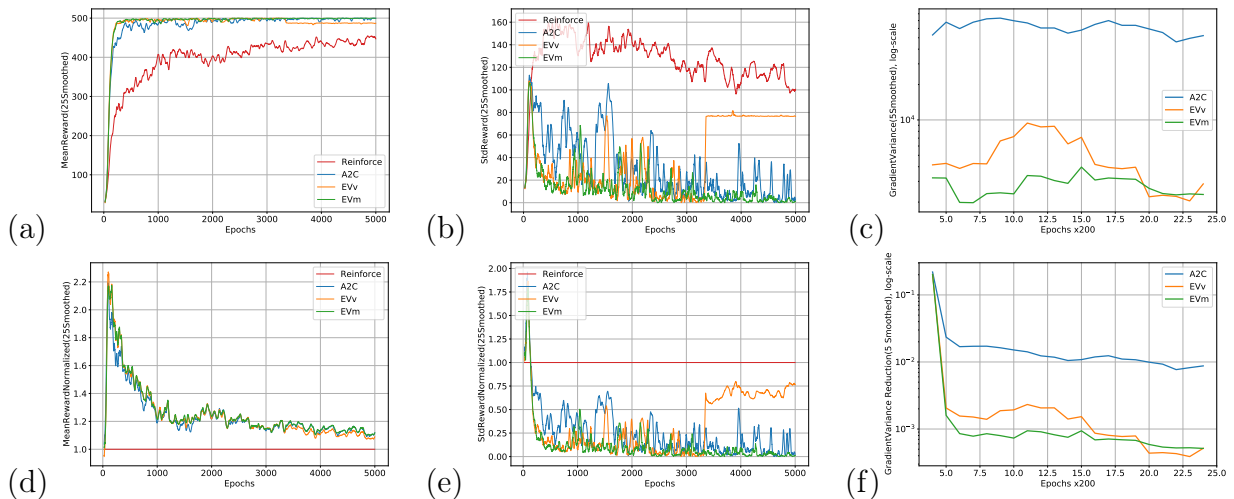 (a)
MeanReward(25Smoothed)
500
400
300
200
100
Reinforce
A2C
EVv
EVm
0 1000 2000 3000 4000 5000
Epochs
(b)
StdReward(25Smoothed)
160
140
120
100
80
60
40
20
0
Reinforce
A2C
EVv
EVm
0 1000 2000 3000 4000 5000
Epochs
(c)
GradientVariance(5Smoothed), log-scale
10^4
A2C
EVv
EVm
2.5 5.0 7.5 10.0 12.5 15.0 17.5 20.0 22.5 25.0
Epochs x200
(d)
MeanRewardNormalized(25Smoothed)
2.2
2.0
1.8
1.6
1.4
1.2
1.0
Reinforce
A2C
EVv
EVm
0 1000 2000 3000 4000 5000
Epochs
(e)
StdRewardNormalized(25Smoothed)
2.00
1.75
1.50
1.25
1.00
0.75
0.50
0.25
0.00
Reinforce
A2C
EVv
EVm
0 1000 2000 3000 4000 5000
Epochs
(f)
GradientVariance Reduction(5 Smoothed), log-scale
10^−1
10^−2
10^−3
A2C
EVv
EVm
2.5 5.0 7.5 10.0 12.5 15.0 17.5 20.0 22.5 25.0
Epochs x200